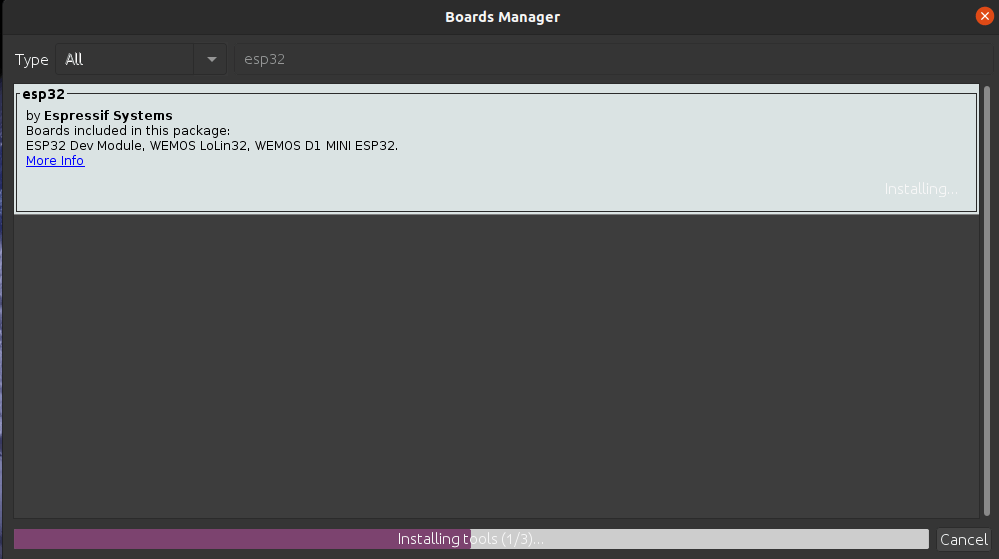 Boards Manager
Type All esp32
esp32
by Espressif Systems
Boards included in this package:
ESP32 Dev Module, WEMOS LoLin32, WEMOS D1 MINI ESP32.
More Info
Installing...
Installing tools (1/3)...
Cancel